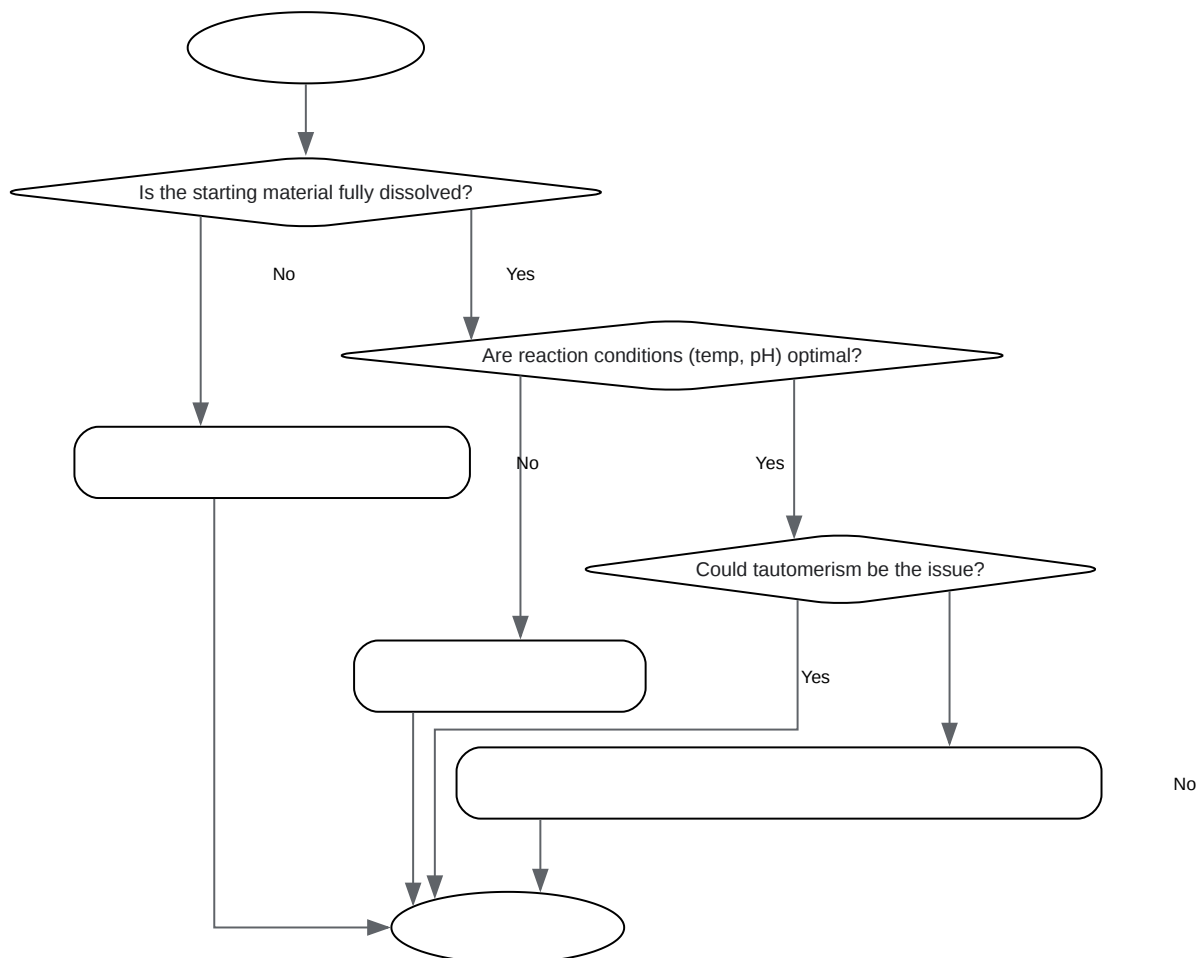 Is the starting material fully dissolved?
No
Yes
Are reaction conditions (temp, pH) optimal?
No
Yes
Could tautomerism be the issue?
Yes
No